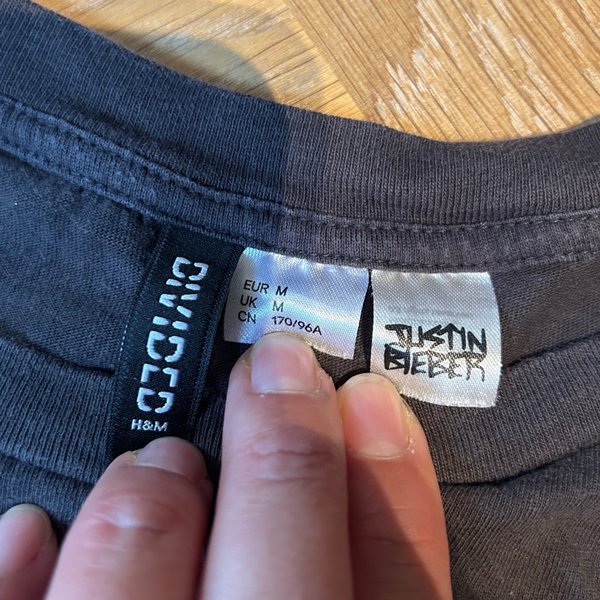 DIVIDED
H&M
EUR M
UK M
CN 170/96A
JUSTIN
BIEBER